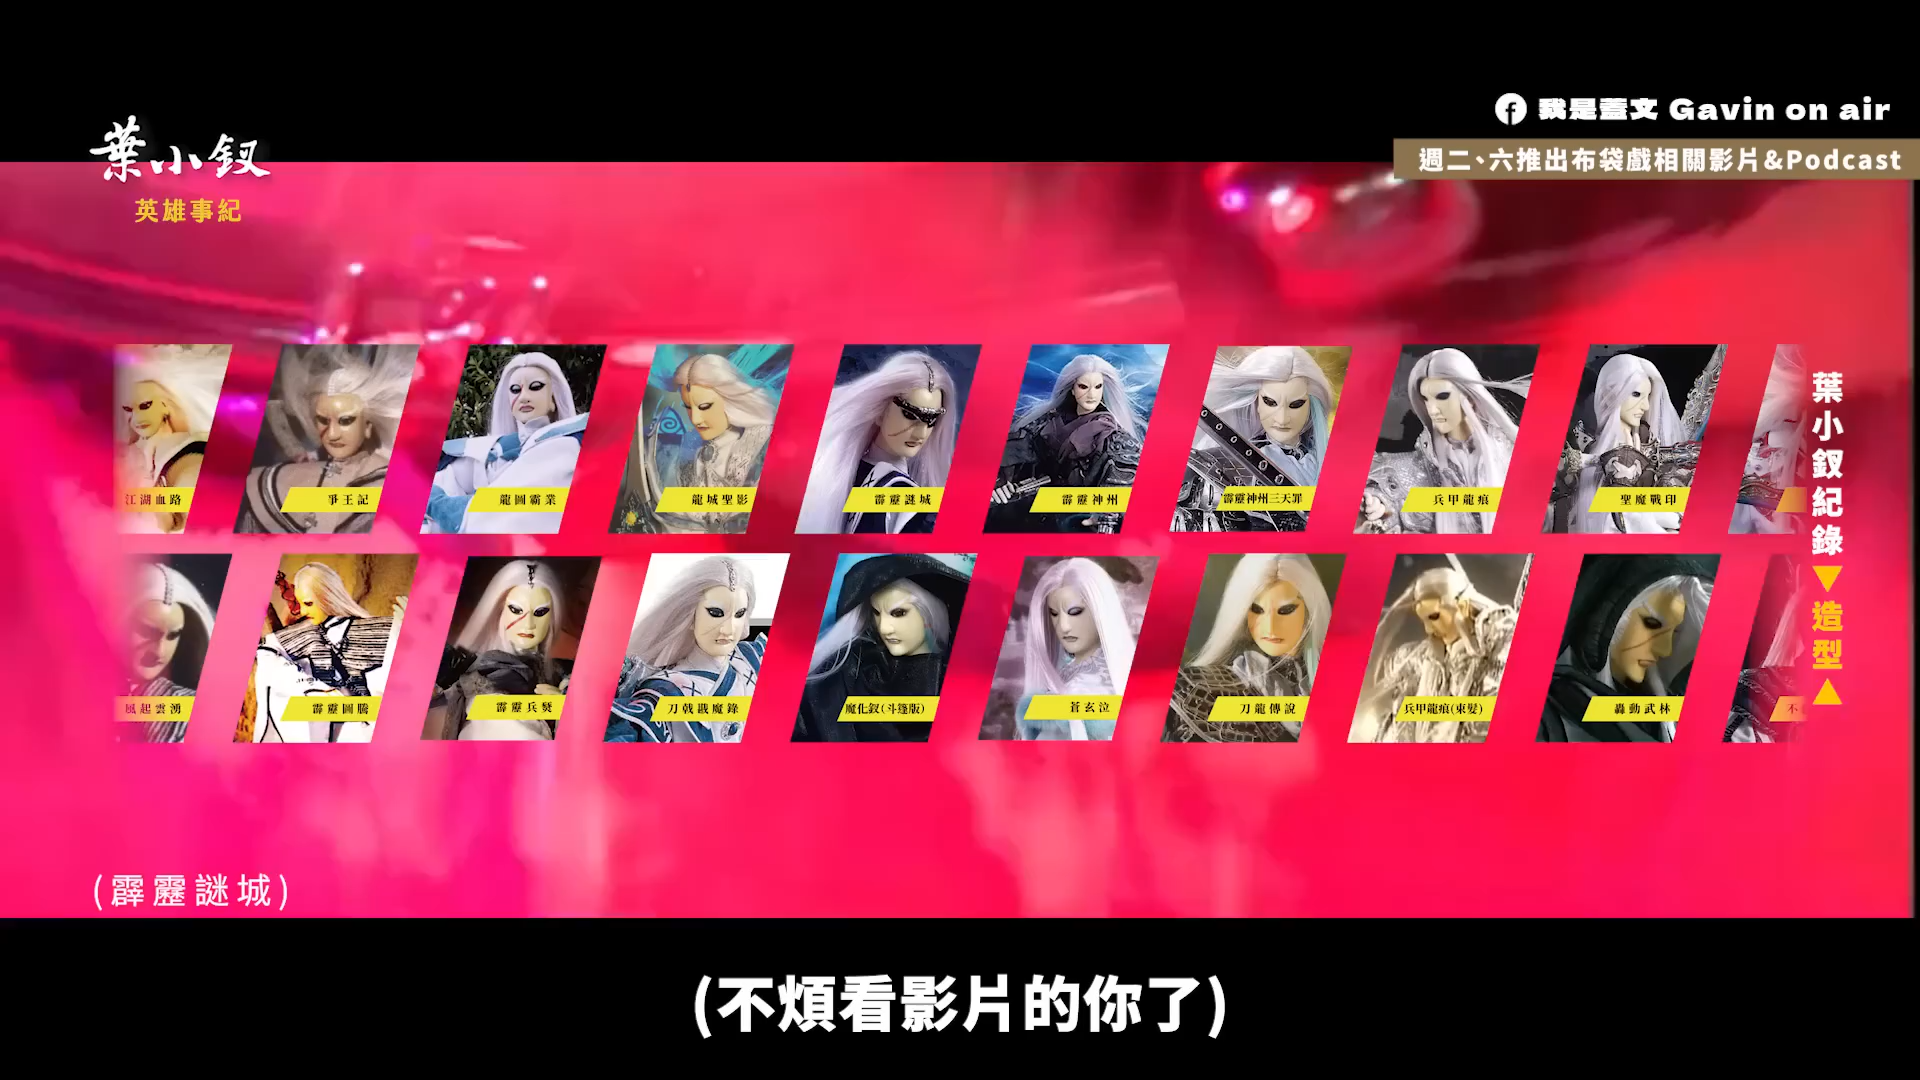 葉小釵
英雄事紀
我是蓋文 Gavin on air
週二、六推出布袋戲相關影片&Podcast
江湖血路
爭王記
龍圖霸業
龍城聖影
霹靂謎城
霹靂神州
霹靂神州三天罪
兵甲龍痕
聖魔戰印
風起雲湧
霹靂圖騰
霹靂兵燹
刀戟戡魔錄
魔化釵(斗篷版)
蒼玄泣
刀龍傳說
兵甲龍痕(束髮)
轟動武林
不
葉小釵紀錄▼造型▲
(霹靂謎城)
(不煩看影片的你了)